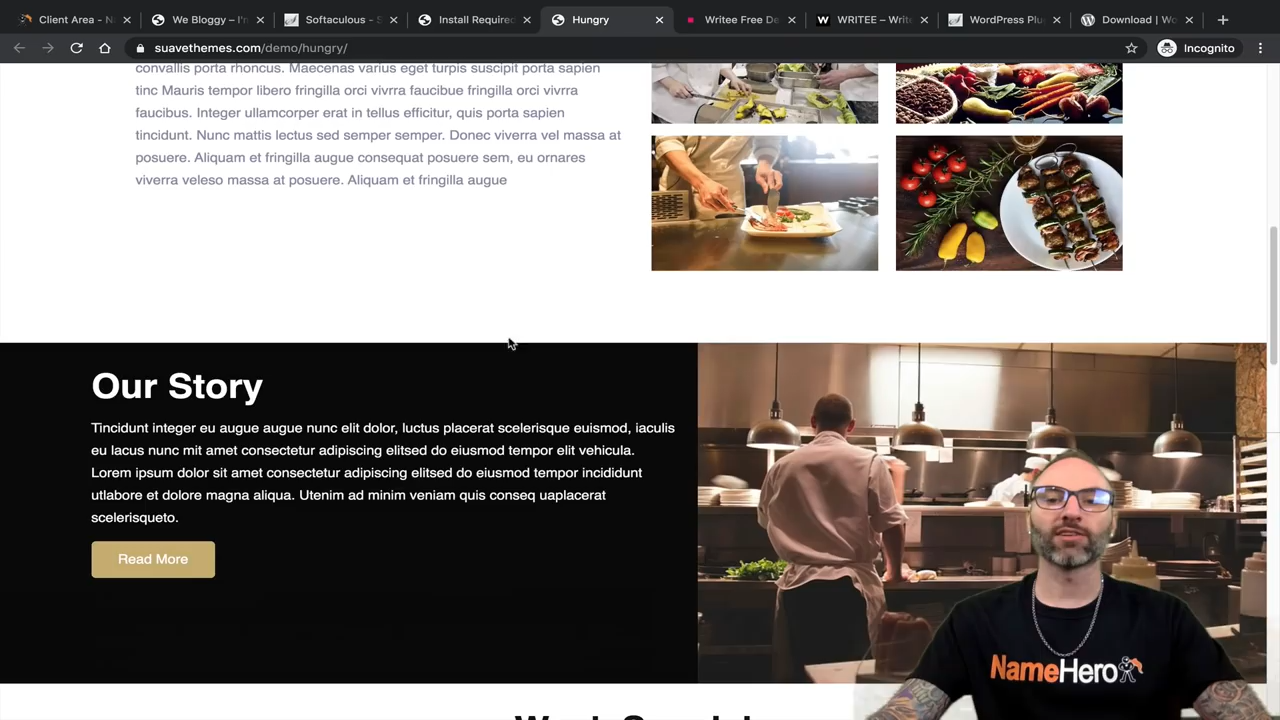 Client Area - N
We Bloggy – I'm
Softaculous - S
Install Required
Hungry
Writee Free De
WRITEE – Write
WordPress Plu
Download | Wo
suavethemes.com/demo/hungry/
Incognito
convallis porta rhoncus. Maecenas varius eget turpis suscipit porta sapien
tinc Mauris tempor libero fringilla orci vivrra faucibue fringilla orci vivrra
faucibus. Integer ullamcorper erat in tellus efficitur, quis porta sapien
tincidunt. Nunc mattis lectus sed semper semper. Donec viverra vel massa at
posuere. Aliquam et fringilla augue consequat posuere sem, eu ornares
viverra veleso massa at posuere. Aliquam et fringilla augue
Our Story
Tincidunt integer eu augue augue nunc elit dolor, luctus placerat scelerisque euismod, iaculis
eu lacus nunc mit amet consectetur adipiscing elitsed do eiusmod tempor elit vehicula.
Lorem ipsum dolor sit amet consectetur adipiscing elitsed do eiusmod tempor incididunt
utlabore et dolore magna aliqua. Utenim ad minim veniam quis conseq uaplacerat
scelerisqueto.
Read More
NameHero